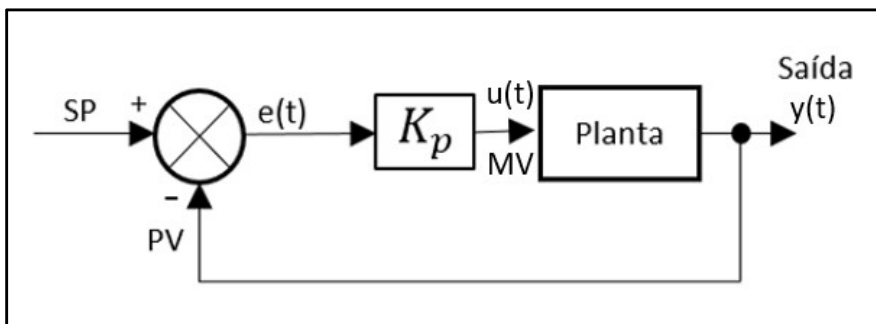 SP
+
e(t)
K_p
u(t)
MV
Planta
Saída
y(t)
-
PV